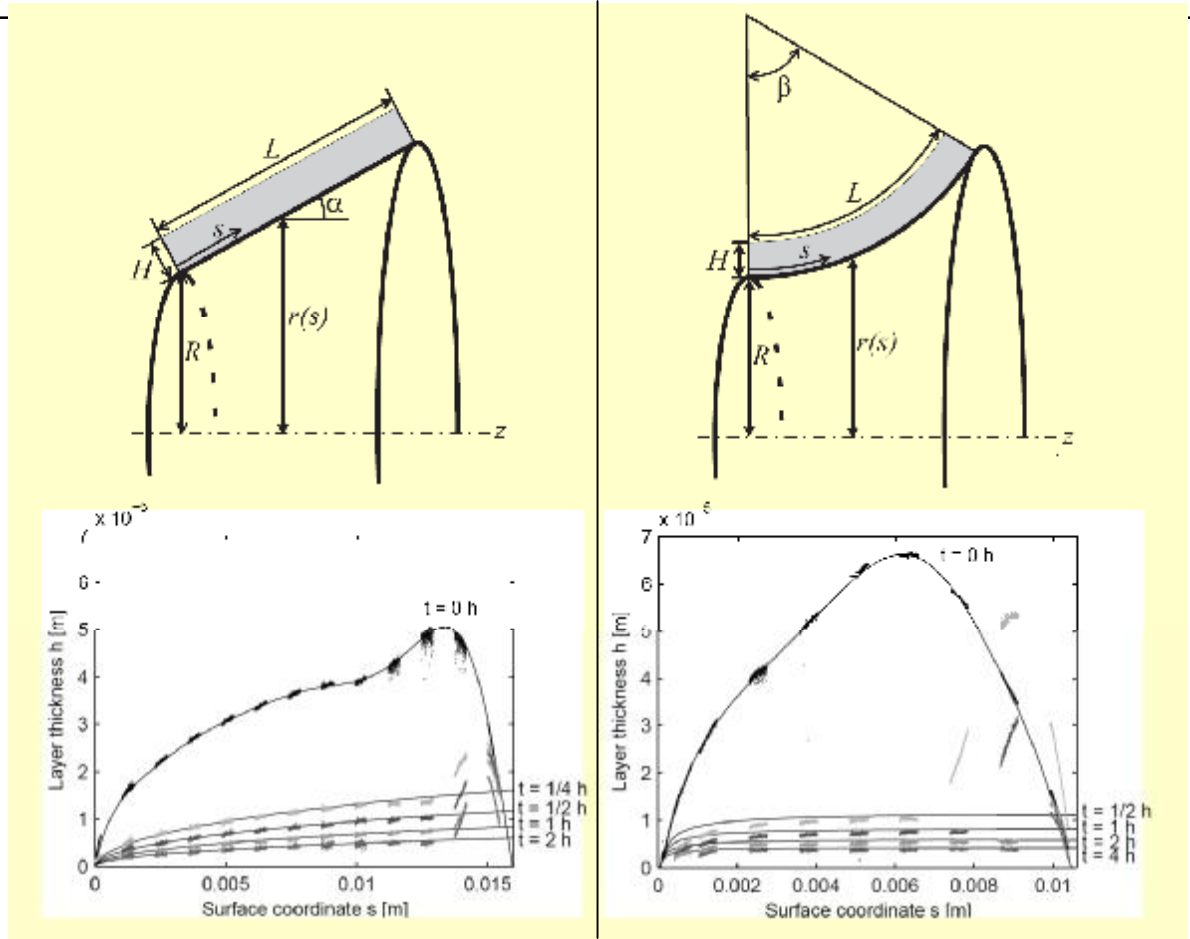 L
s
α
H
R
r(s)
z
β
L
s
H
R
r(s)
z
6
5
4
3
2
1
0
Layer thickness h [m]
t = 0 h
t = 1/4 h
t = 1/2 h
t = 1 h
t = 2 h
0
0.005
0.01
0.015
Surface coordinate s [m]
7
6
5
4
3
2
1
0
Layer thickness h [m]
t = 0 h
t = 1/2 h
t = 1 h
t = 2 h
t = 4 h
0
0.002
0.004
0.006
0.008
0.01
Surface coordinate s [m]